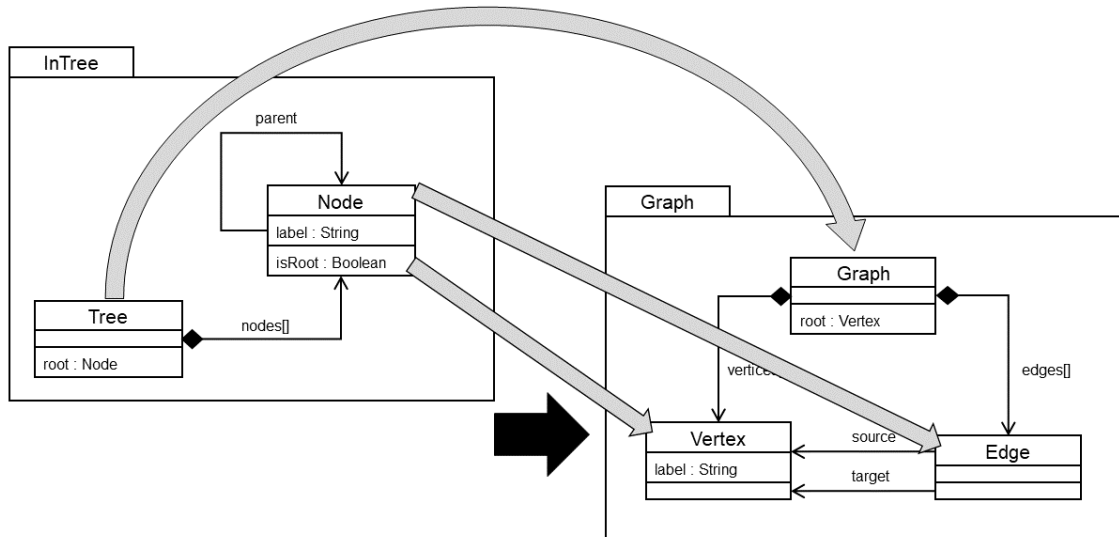 InTree
parent
Node
label : String
isRoot : Boolean
Tree
root : Node
nodes[]
Graph
Graph
root : Vertex
edges[]
Vertex
label : String
source
target
Edge